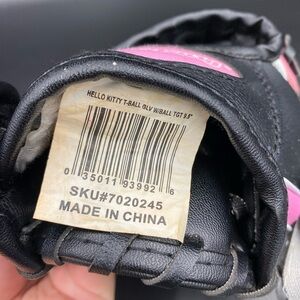 HELLO KITTY T-BALL GLV W/BALL TGT 9.5"
0 35011 93992 6
SKU#7020245
MADE IN CHINA